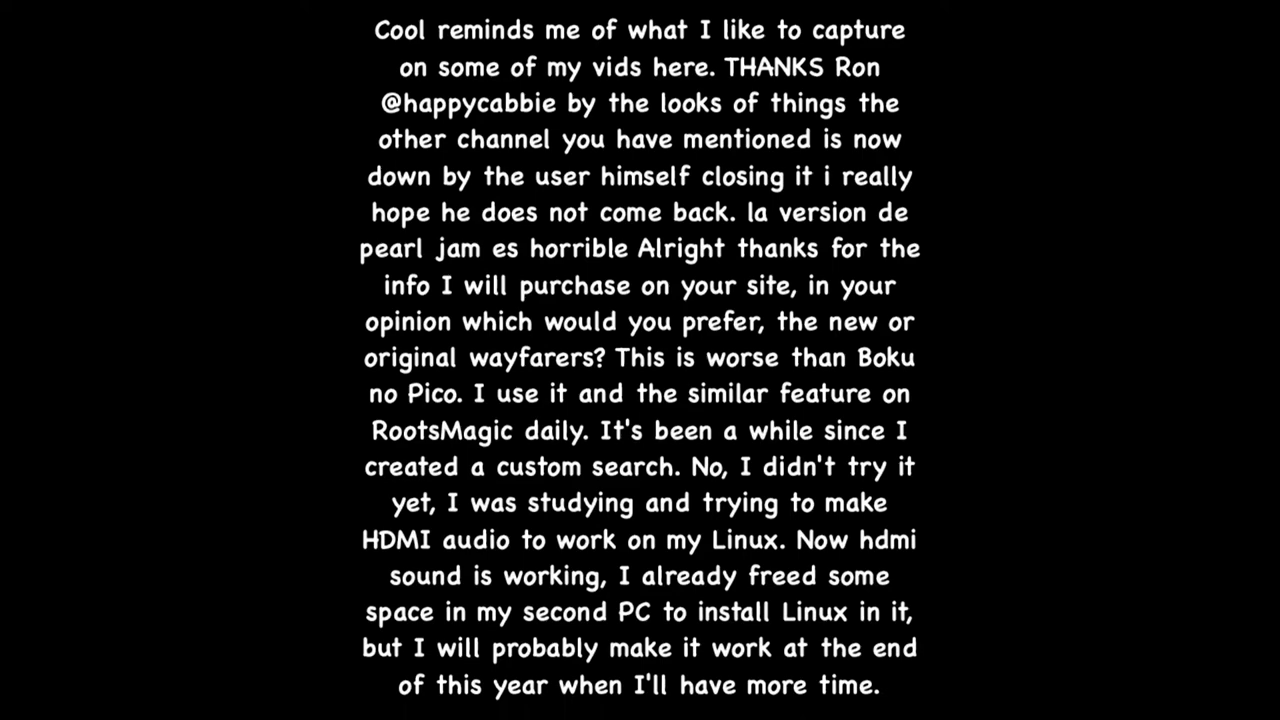 Cool reminds me of what I like to capture
on some of my vids here. THANKS Ron
@happycabbie by the looks of things the
other channel you have mentioned is now
down by the user himself closing it i really
hope he does not come back. la version de
pearl jam es horrible Alright thanks for the
info I will purchase on your site, in your
opinion which would you prefer, the new or
original wayfarers? This is worse than Boku
no Pico. I use it and the similar feature on
RootsMagic daily. It's been a while since I
created a custom search. No, I didn't try it
yet, I was studying and trying to make
HDMI audio to work on my Linux. Now hdmi
sound is working, I already freed some
space in my second PC to install Linux in it,
but I will probably make it work at the end
of this year when I'll have more time.